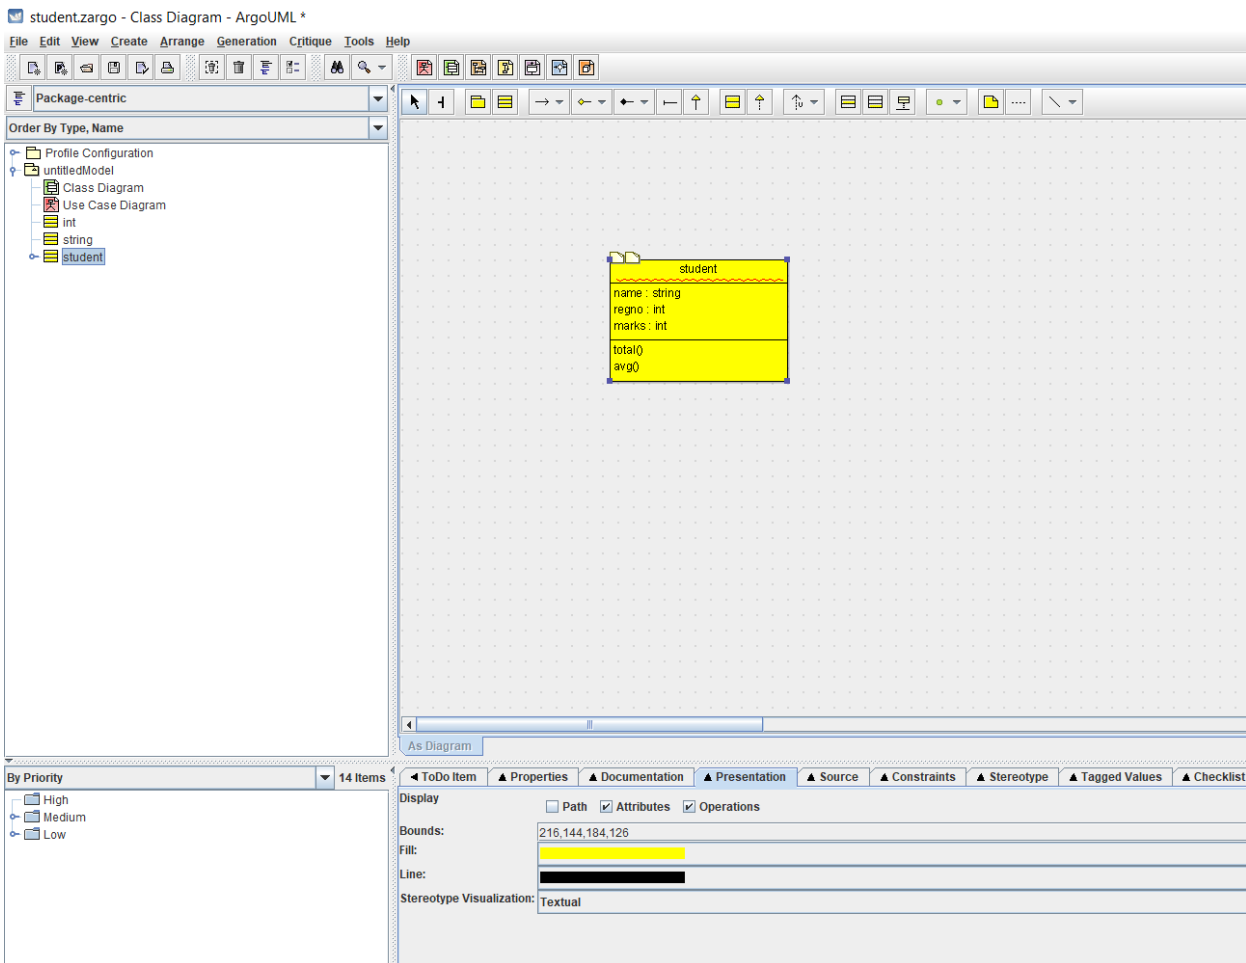 student.zargo - Class Diagram - ArgoUML *
File Edit View Create Arrange Generation Critique Tools Help
Package-centric
Order By Type, Name
Profile Configuration
untitledModel
Class Diagram
Use Case Diagram
int
string
student
student
name : string
regno : int
marks : int
total()
avg()
As Diagram
By Priority
14 Items
High
Medium
Low
ToDo Item Properties Documentation Presentation Source Constraints Stereotype Tagged Values Checklist
Display
Path Attributes Operations
Bounds:
216,144,184,126
Fill:
Line:
Stereotype Visualization:
Textual